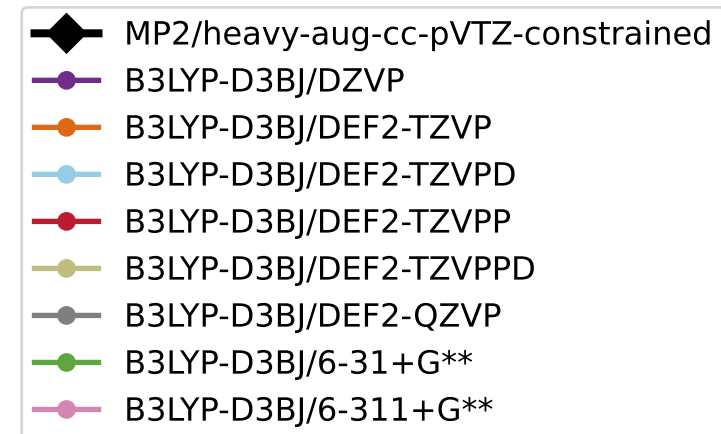 MP2/heavy-aug-cc-pVTZ-constrained
B3LYP-D3BJ/DZVP
B3LYP-D3BJ/DEF2-TZVP
B3LYP-D3BJ/DEF2-TZVPD
B3LYP-D3BJ/DEF2-TZVPP
B3LYP-D3BJ/DEF2-TZVPPD
B3LYP-D3BJ/DEF2-QZVP
B3LYP-D3BJ/6-31+G**
B3LYP-D3BJ/6-311+G**